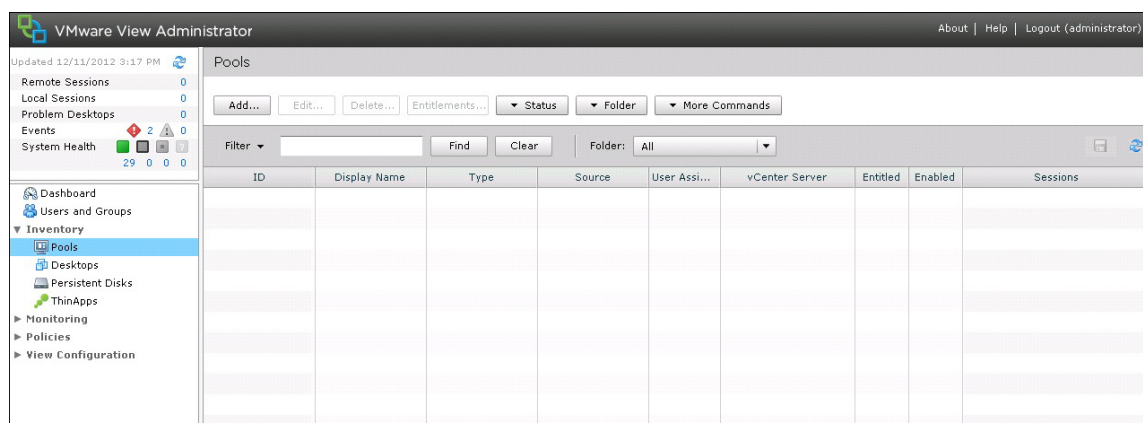 VMware View Administrator
About | Help | Logout (administrator)
Updated 12/11/2012 3:17 PM
Remote Sessions 0
Local Sessions 0
Problem Desktops 0
Events 2 0
System Health
29 0 0 0
Dashboard
Users and Groups
Inventory
Pools
Desktops
Persistent Disks
ThinApps
Monitoring
Policies
View Configuration
Pools
Add... Edit... Delete... Entitlements... Status Folder More Commands
Filter Find Clear Folder: All
ID Display Name Type Source User Assi... vCenter Server Entitled Enabled Sessions